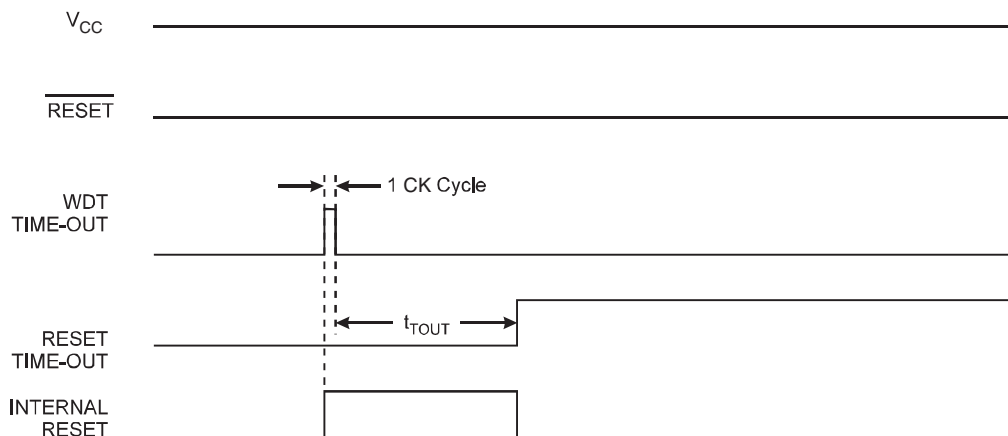 VCC
RESET
1 CK Cycle
WDT
TIME-OUT
tTOUT
RESET
TIME-OUT
INTERNAL
RESET